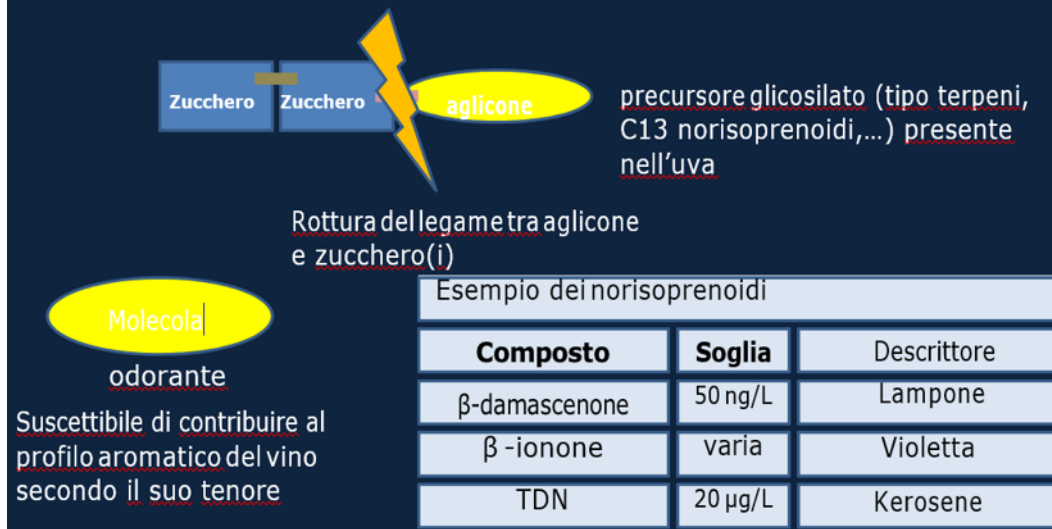 Zucchero Zucchero aglicone
precursore glicosilato (tipo terpeni,
C13 norisoprenoidi,...) presente
nell'uva
Rottura del legame tra aglicone
e zucchero(i)
Molecola
odorante
Suscettibile di contribuire al
profilo aromatico del vino
secondo il suo tenore
Esempio dei norisoprenoidi
Composto Soglia Descrittore
β-damascenone 50 ng/L Lampone
β-ionone varia Violetta
TDN 20 µg/L Kerosene